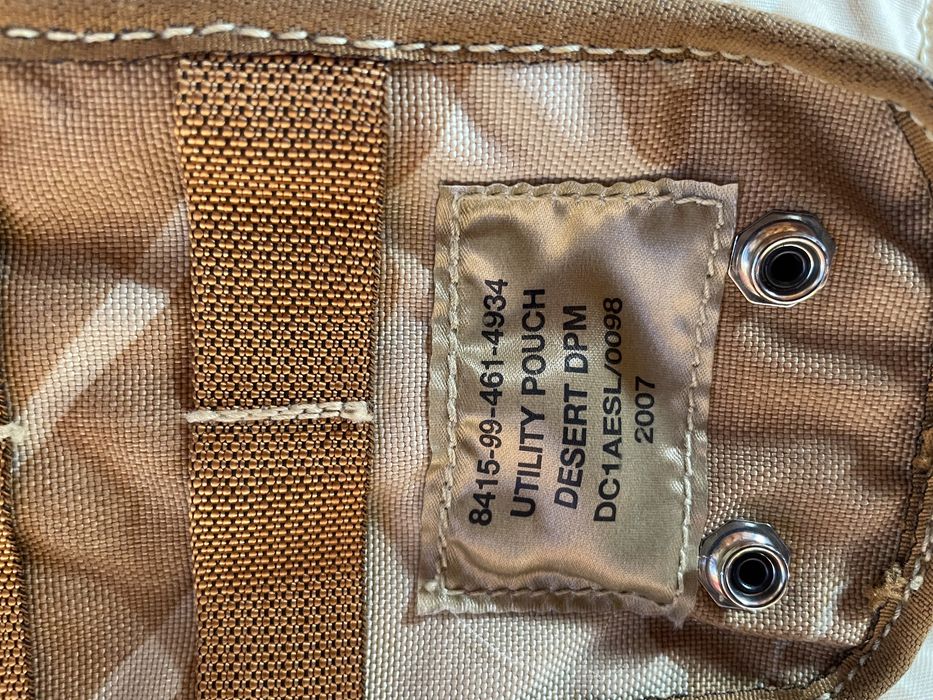 8415-99-461-4934
UTILITY POUCH
DESERT DPM
DC1AESL/0098
2007